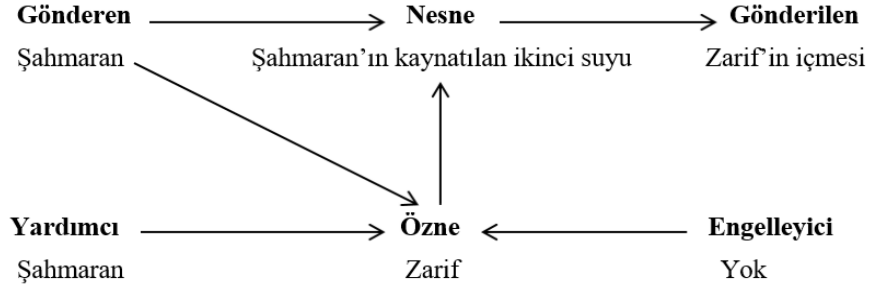 Gönderen Nesne Gönderilen
Şahmaran Şahmaran’ın kaynatılan ikinci suyu Zarif’in içmesi
Yardımcı Özne Engelleyici
Şahmaran Zarif Yok